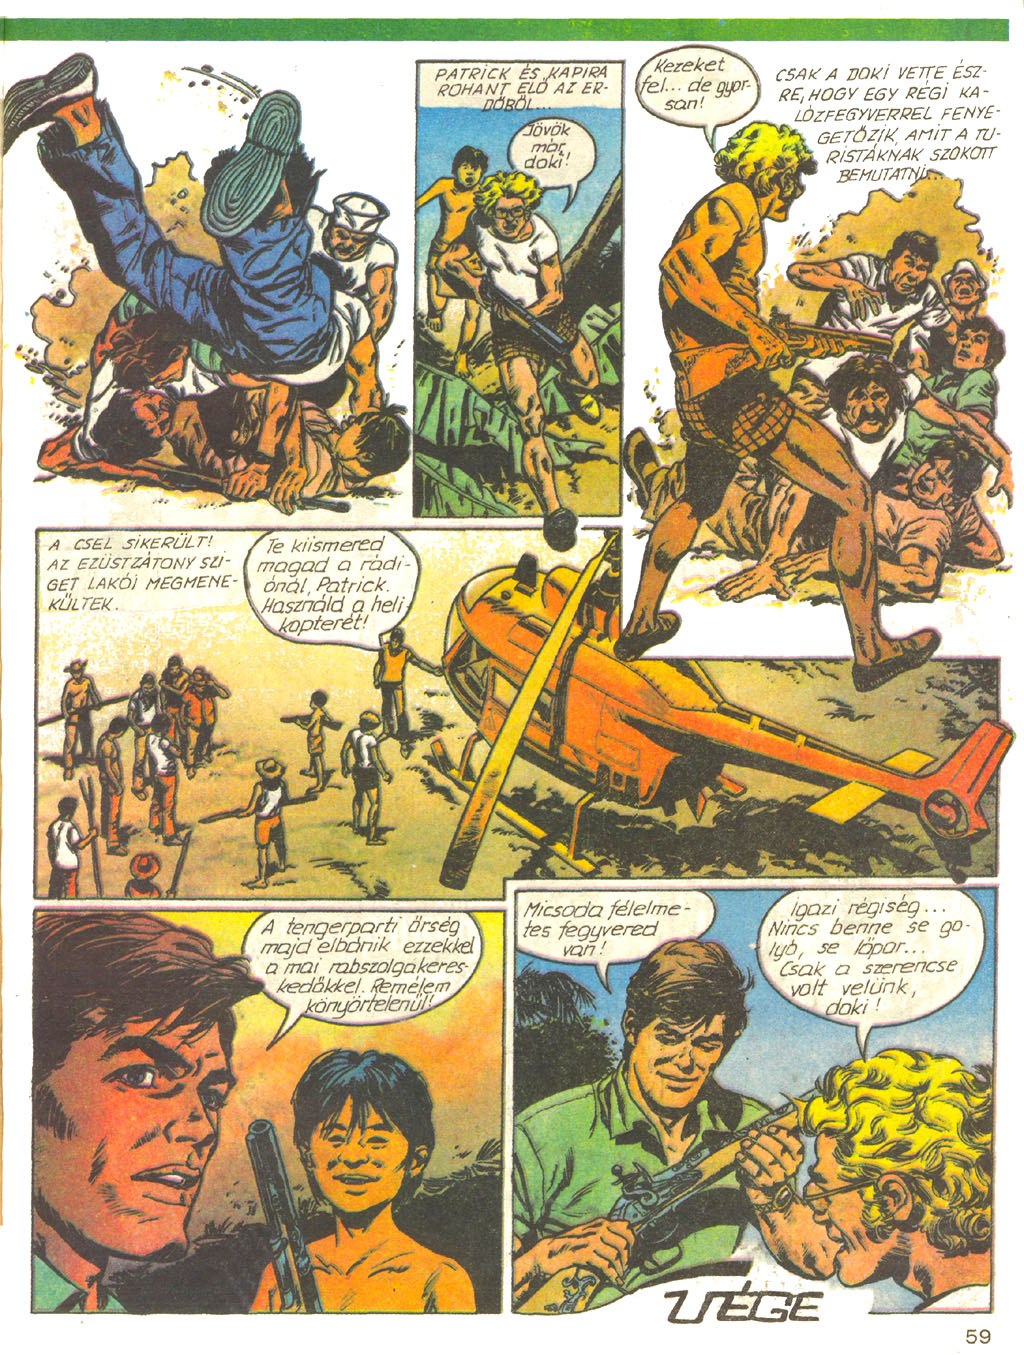 PATRICK ÉS KAPIRA
ROHANT ELŐ AZ ER-
DŐBŐL...
Jövök
már,
doki!
Kezeket
fel... de gyor-
san!
CSAK A DOKI VETTE ÉSZ-
RE, HOGY EGY RÉGI KA-
LÓZFEGYVERREL FENYE-
GETŐZIK, AMIT A TU-
RISTÁKNAK SZOKOTT
BEMUTATNI...
A CSEL SIKERÜLT!
AZ EZÜSTZÁTONY SZI-
GET LAKÓI MEGMENE-
KÜLTEK.
Te kiismered
magad a rádi-
ónál, Patrick.
Használd a heli-
kopterét!
A tengerparti őrség
majd elbánik ezzekkel
a mai rabszolgakeres-
kedőkkel. Remélem
könyörtelenül!
Micsoda félelme-
tes fegyvered
van!
Igazi régiség...
Nincs benne se go-
lyó, se lőpor...
Csak a szerencse
volt velünk,
doki!
VÉGE
59